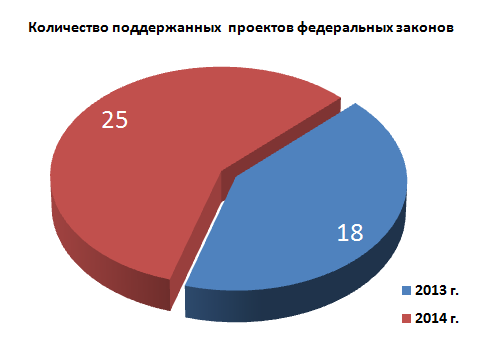 Количество поддержанных проектов федеральных законов
25
18
2013 г.
2014 г.